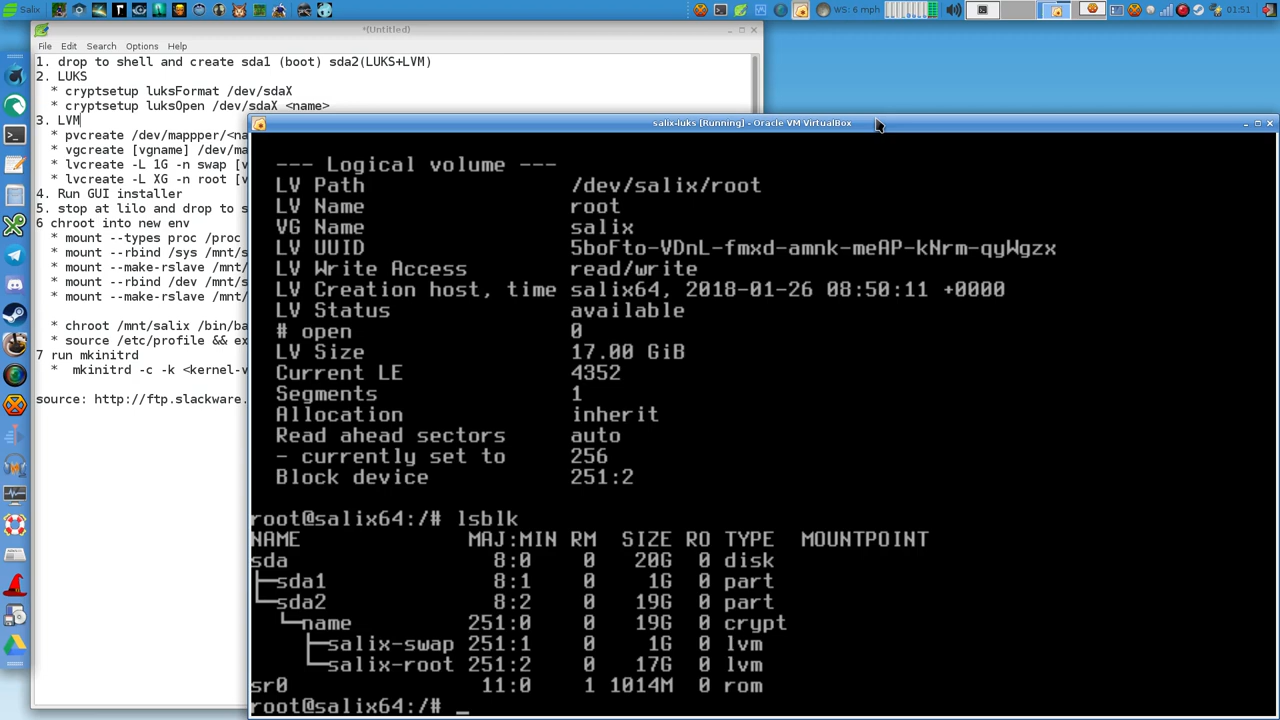 Salix
WS: 6 mph
01:51
*(Untitled)
File Edit Search Options Help
1. drop to shell and create sda1 (boot) sda2(LUKS+LVM)
2. LUKS
* cryptsetup luksFormat /dev/sdaX
* cryptsetup luksOpen /dev/sdaX <name>
3. LVM
* pvcreate /dev/mappper/<na
* vgcreate [vgname] /dev/ma
* lvcreate -L 1G -n swap [v
* lvcreate -L XG -n root [v
4. Run GUI installer
5. stop at lilo and drop to s
6 chroot into new env
* mount --types proc /proc
* mount --rbind /sys /mnt/s
* mount --make-rslave /mnt/
* mount --rbind /dev /mnt/s
* mount --make-rslave /mnt/
* chroot /mnt/salix /bin/ba
* source /etc/profile && ex
7 run mkinitrd
* mkinitrd -c -k <kernel-v
source: http://ftp.slackware.
salix-luks [Running] - Oracle VM VirtualBox
--- Logical volume ---
LV Path /dev/salix/root
LV Name root
VG Name salix
LV UUID 5boFto-VDnL-fmxd-amnk-meAP-kNrm-qyWgzx
LV Write Access read/write
LV Creation host, time salix64, 2018-01-26 08:50:11 +0000
LV Status available
# open 0
LV Size 17.00 GiB
Current LE 4352
Segments 1
Allocation inherit
Read ahead sectors auto
- currently set to 256
Block device 251:2
root@salix64:/# lsblk
NAME MAJ:MIN RM SIZE RO TYPE MOUNTPOINT
sda 8:0 0 20G 0 disk
├─sda1 8:1 0 1G 0 part
└─sda2 8:2 0 19G 0 part
└─name 251:0 0 19G 0 crypt
├─salix-swap 251:1 0 1G 0 lvm
└─salix-root 251:2 0 17G 0 lvm
sr0 11:0 1 1014M 0 rom
root@salix64:/# _